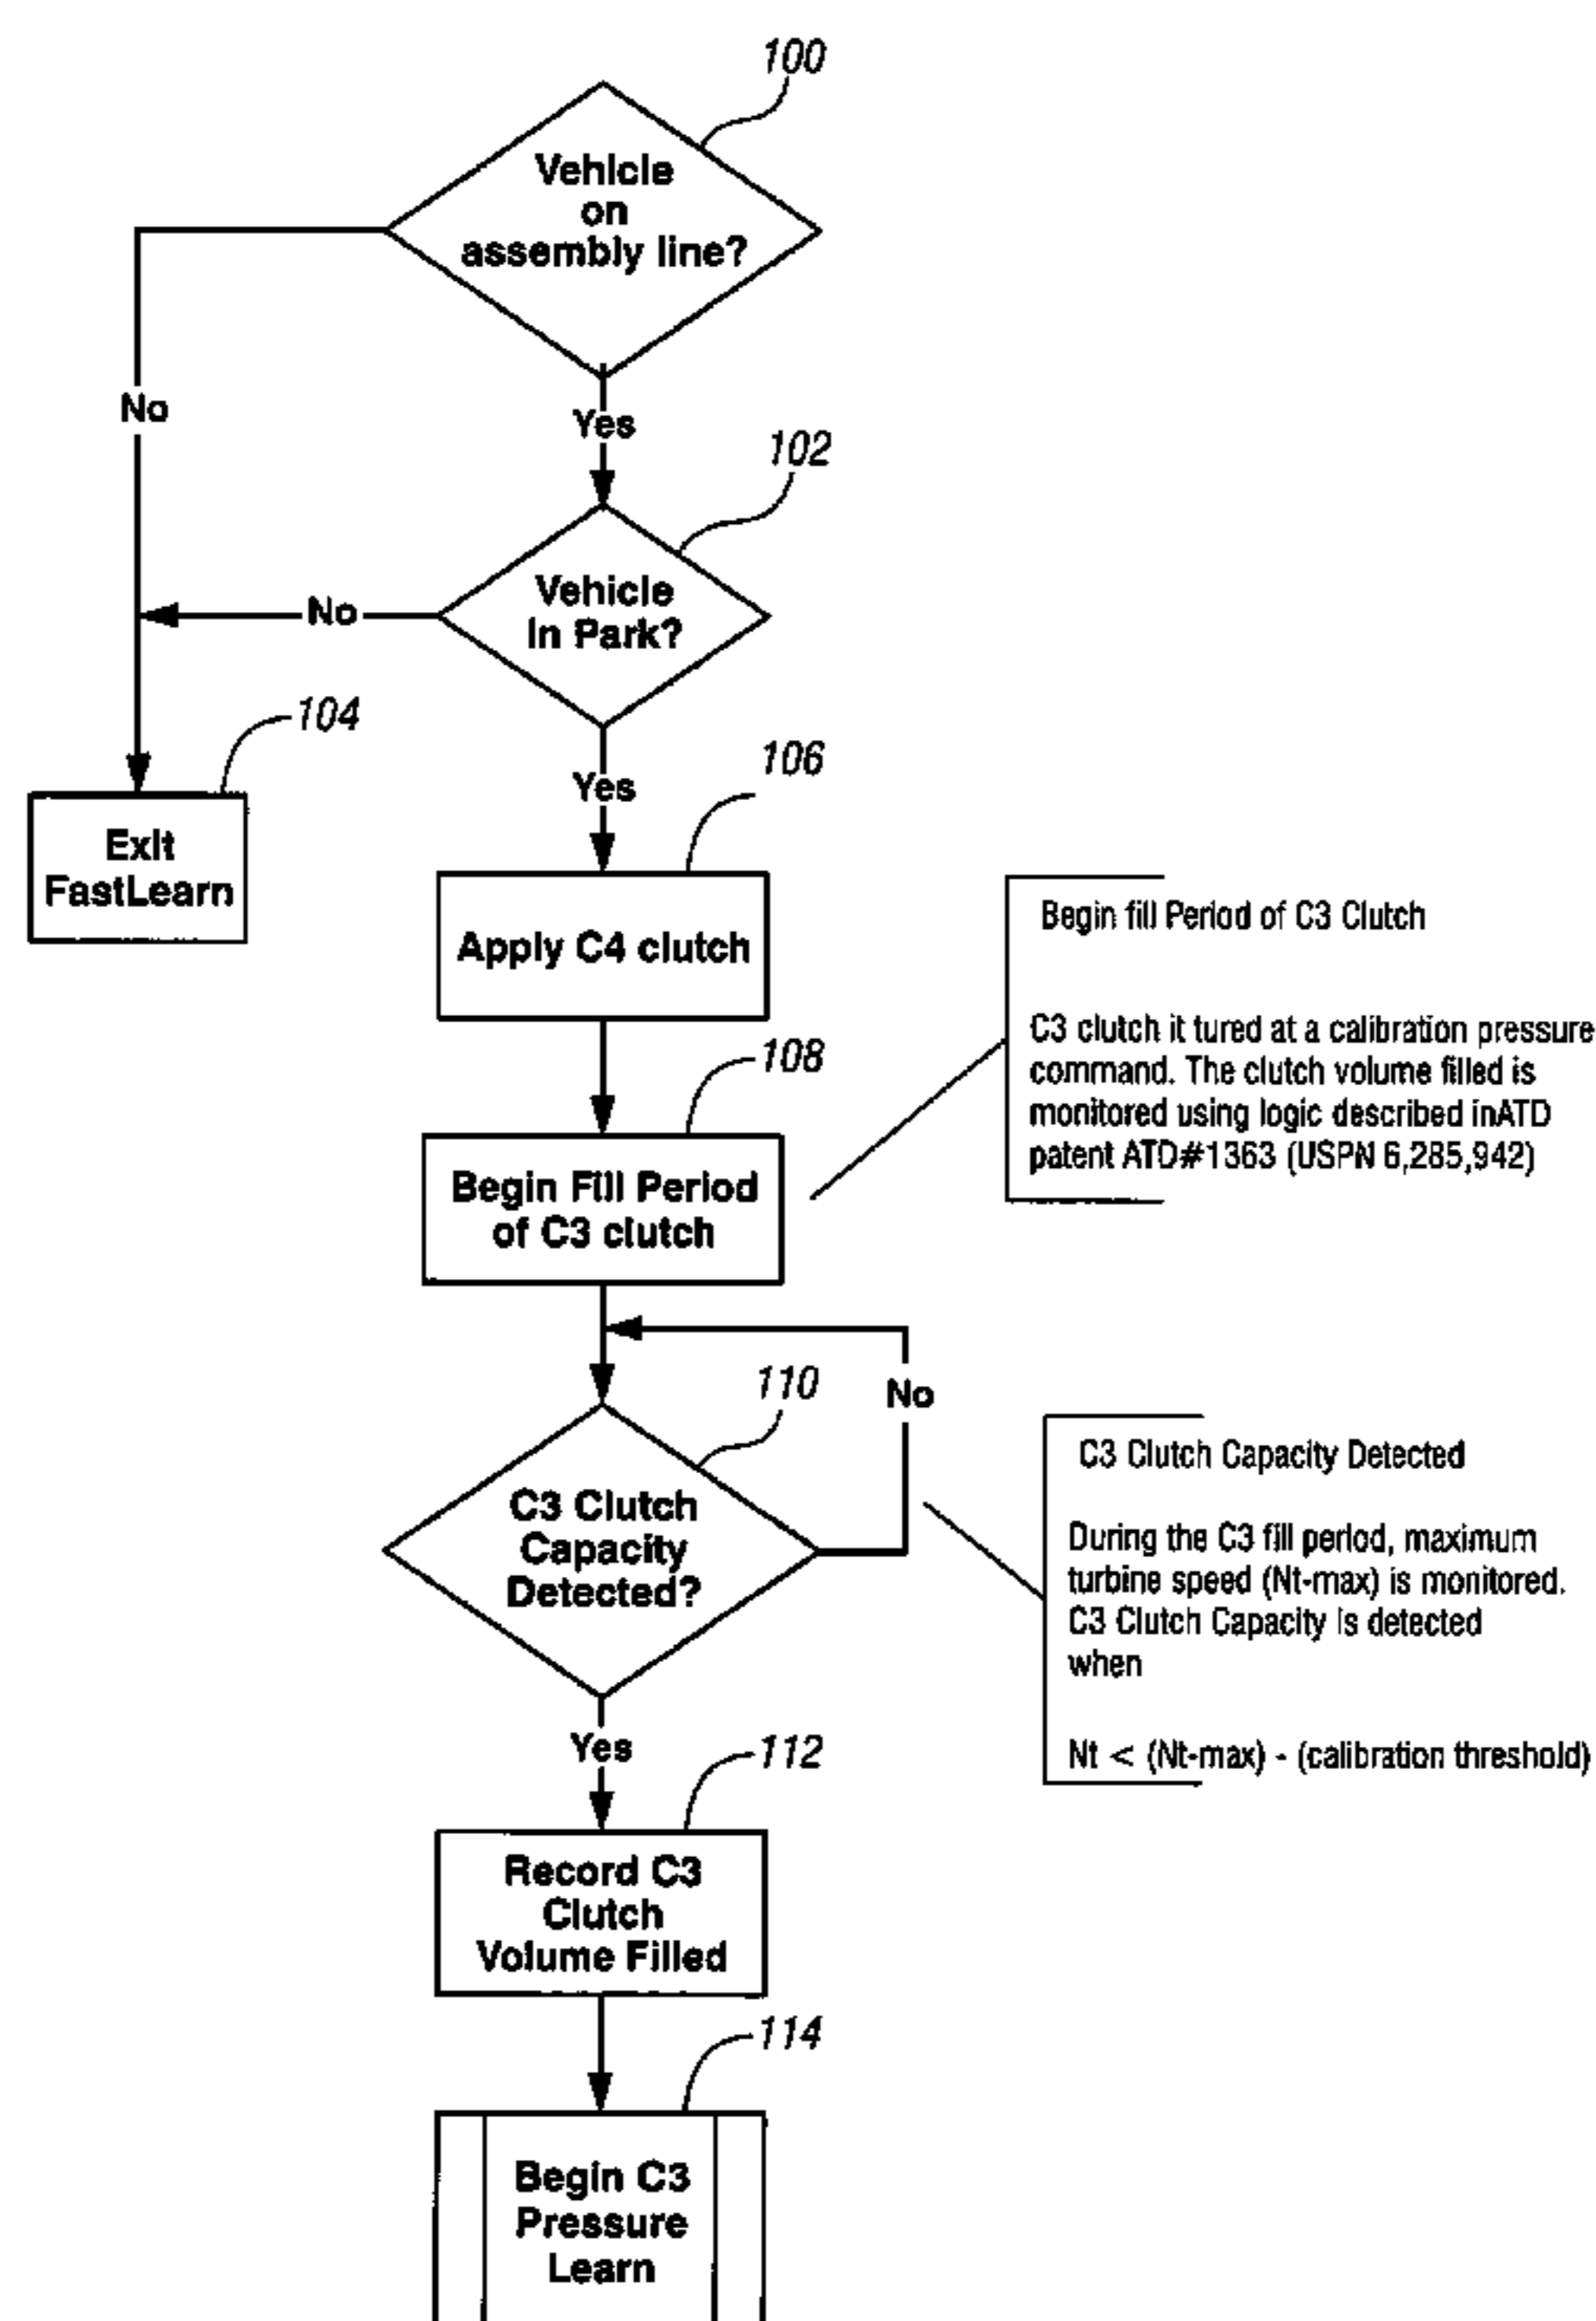 100
Vehicle
on
assembly line?
No
Yes
102
Vehicle
In Park?
No
104
Yes
106
Exit
FastLearn
Apply C4 clutch
Begin fill Period of C3 Clutch
C3 clutch it tured at a calibration pressure
command. The clutch volume filled is
monitored using logic described inATD
patent ATD#1363 (USPN 6,285,942)
108
Begin Fill Period
of C3 clutch
110
No
C3 Clutch
Capacity
Detected?
C3 Clutch Capacity Detected
During the C3 fill period, maximum
turbine speed (Nt-max) is monitored.
C3 Clutch Capacity is detected
when
Nt < (Nt-max) - (calibration threshold)
Yes
112
Record C3
Clutch
Volume Filled
114
Begin C3
Pressure
Learn